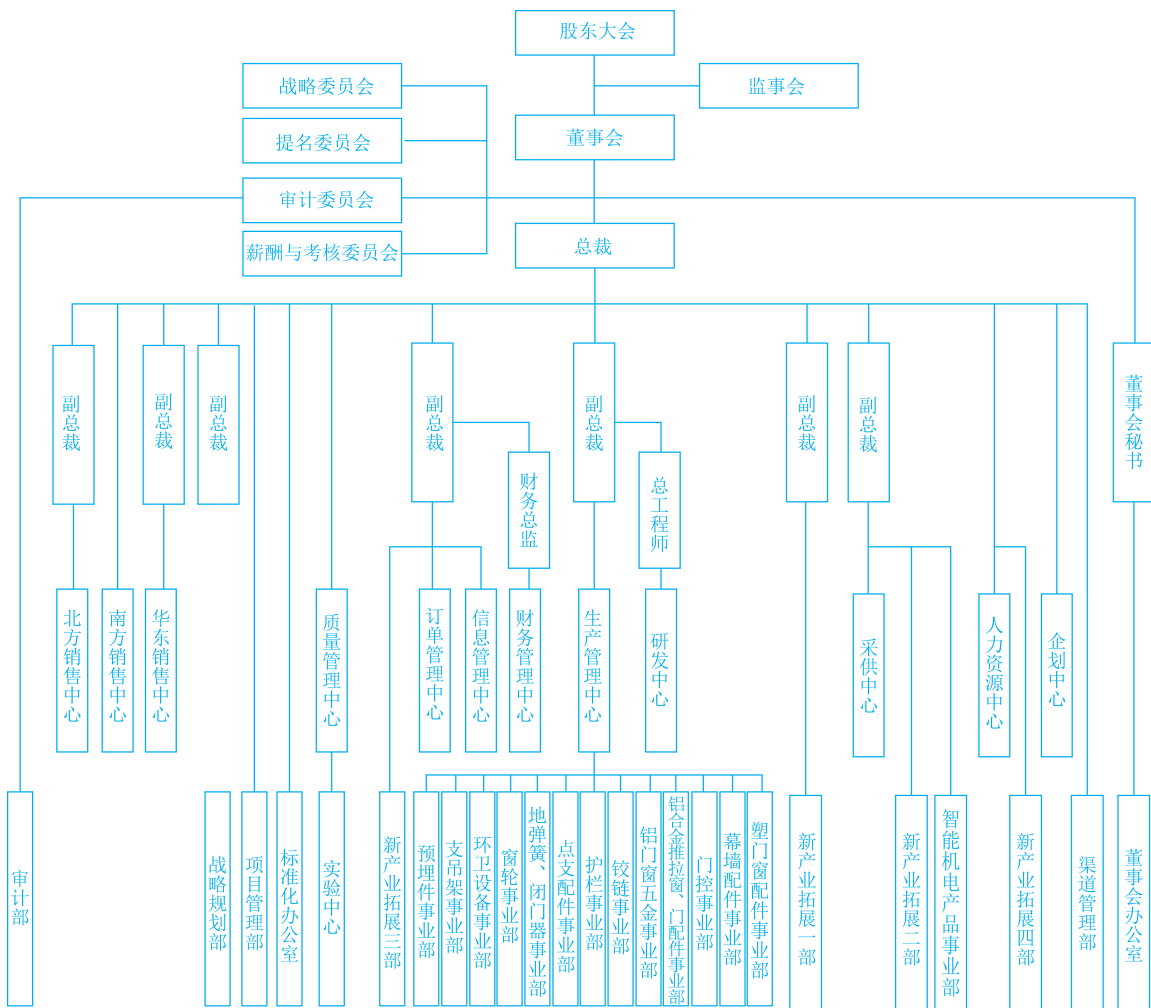 股东大会
战略委员会
监事会
提名委员会
董事会
审计委员会
薪酬与考核委员会
总裁
副总裁
副总裁
副总裁
副总裁
副总裁
副总裁
副总裁
董事会秘书
财务总监
总工程师
北方销售中心
南方销售中心
华东销售中心
质量管理中心
订单管理中心
信息管理中心
财务管理中心
生产管理中心
研发中心
采供中心
人力资源中心
企划中心
审计部
战略规划部
项目管理部
标准化办公室
实验中心
新产业拓展三部
预埋件事业部
支吊架事业部
环卫设备事业部
窗轮事业部
地弹簧、闭门器事业部
点支配件事业部
护栏事业部
铰链事业部
铝门窗五金事业部
铝合金推拉窗、门配件事业部
门控事业部
幕墙配件事业部
塑门窗配件事业部
新产业拓展一部
新产业拓展二部
智能机电产品事业部
新产业拓展四部
渠道管理部
董事会办公室